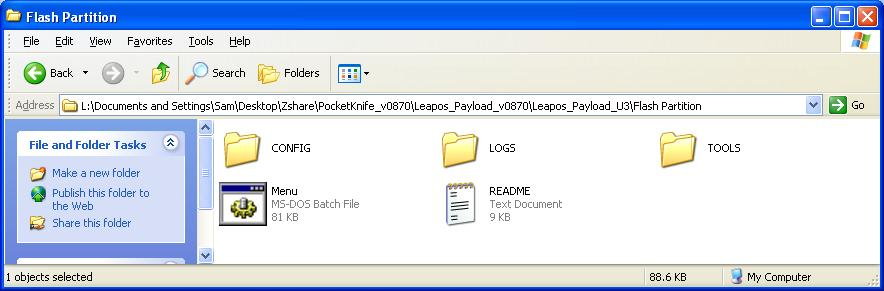 Flash Partition
File Edit View Favorites Tools Help
Back Search Folders
Address L:\Documents and Settings\Sam\Desktop\Zshare\PocketKnife_v0870\Leapos_Payload_v0870\Leapos_Payload_U3\Flash Partition Go
File and Folder Tasks
Make a new folder
Publish this folder to
the Web
Share this folder
CONFIG LOGS TOOLS
Menu
MS-DOS Batch File
81 KB
README
Text Document
9 KB
1 objects selected 88.6 KB My Computer